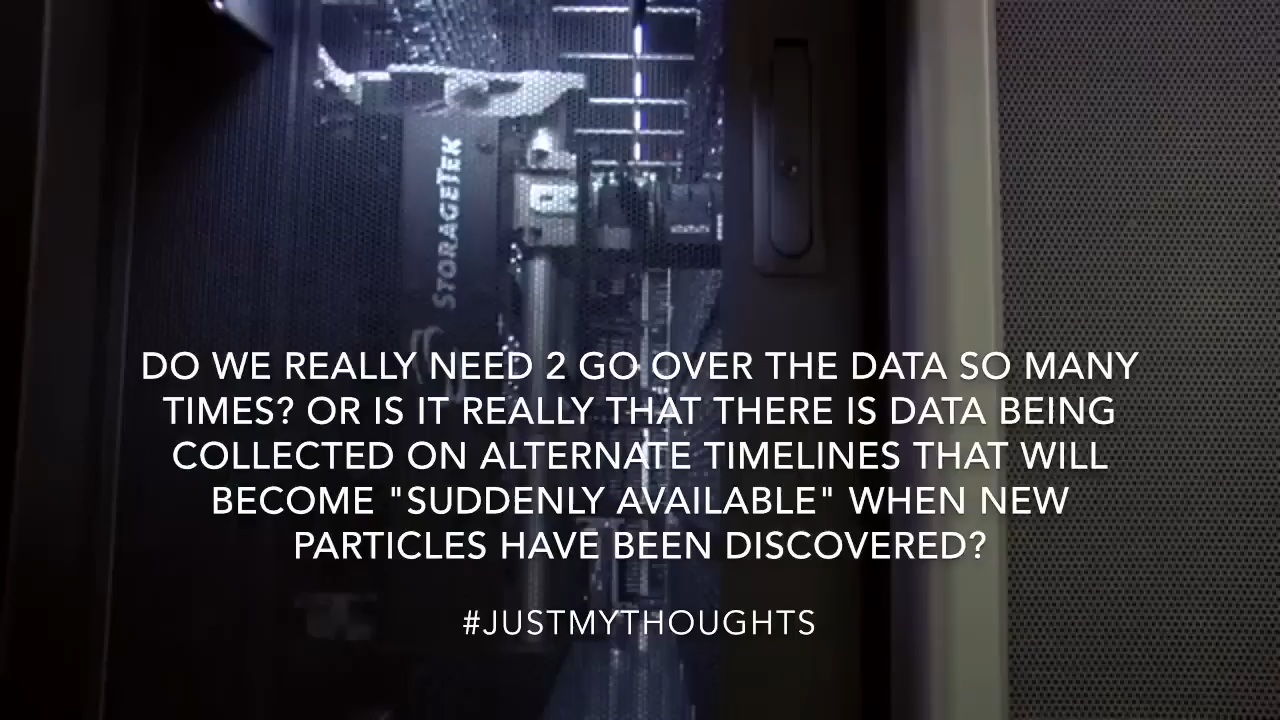 STORAGETEK
DO WE REALLY NEED 2 GO OVER THE DATA SO MANY
TIMES? OR IS IT REALLY THAT THERE IS DATA BEING
COLLECTED ON ALTERNATE TIMELINES THAT WILL
BECOME "SUDDENLY AVAILABLE" WHEN NEW
PARTICLES HAVE BEEN DISCOVERED?
#JUSTMYTHOUGHTS